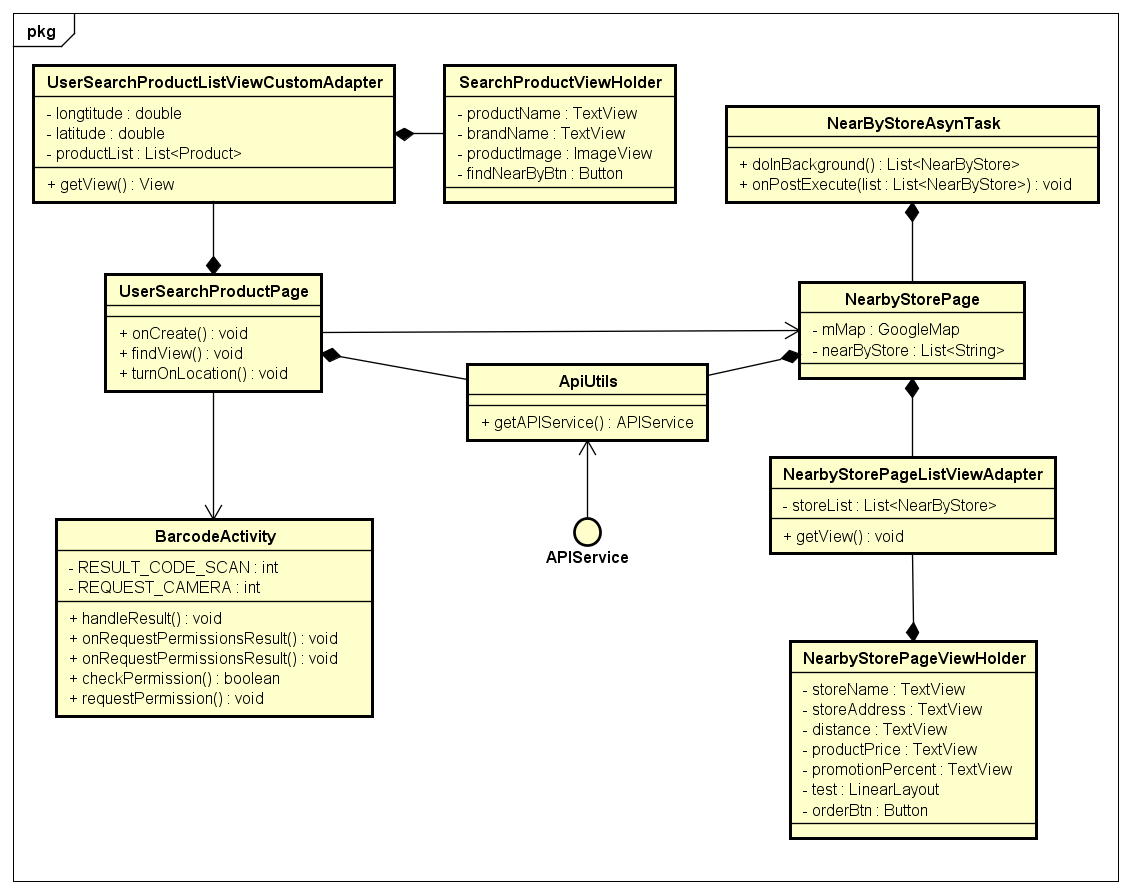 pkg
UserSearchProductListViewCustomAdapter
- longtitude : double
- latitude : double
- productList : List<Product>
+ getView() : View
SearchProductViewHolder
- productName : TextView
- brandName : TextView
- productImage : ImageView
- findNearByBtn : Button
NearByStoreAsynTask
+ doInBackground() : List<NearByStore>
+ onPostExecute(list : List<NearByStore>) : void
UserSearchProductPage
+ onCreate() : void
+ findView() : void
+ turnOnLocation() : void
NearbyStorePage
- mMap : GoogleMap
- nearByStore : List<String>
ApiUtils
+ getAPIService() : APIService
APIService
NearbyStorePageListViewAdapter
- storeList : List<NearByStore>
+ getView() : void
BarcodeActivity
- RESULT_CODE_SCAN : int
- REQUEST_CAMERA : int
+ handleResult() : void
+ onRequestPermissionsResult() : void
+ onRequestPermissionsResult() : void
+ checkPermission() : boolean
+ requestPermission() : void
NearbyStorePageViewHolder
- storeName : TextView
- storeAddress : TextView
- distance : TextView
- productPrice : TextView
- promotionPercent : TextView
- test : LinearLayout
- orderBtn : Button